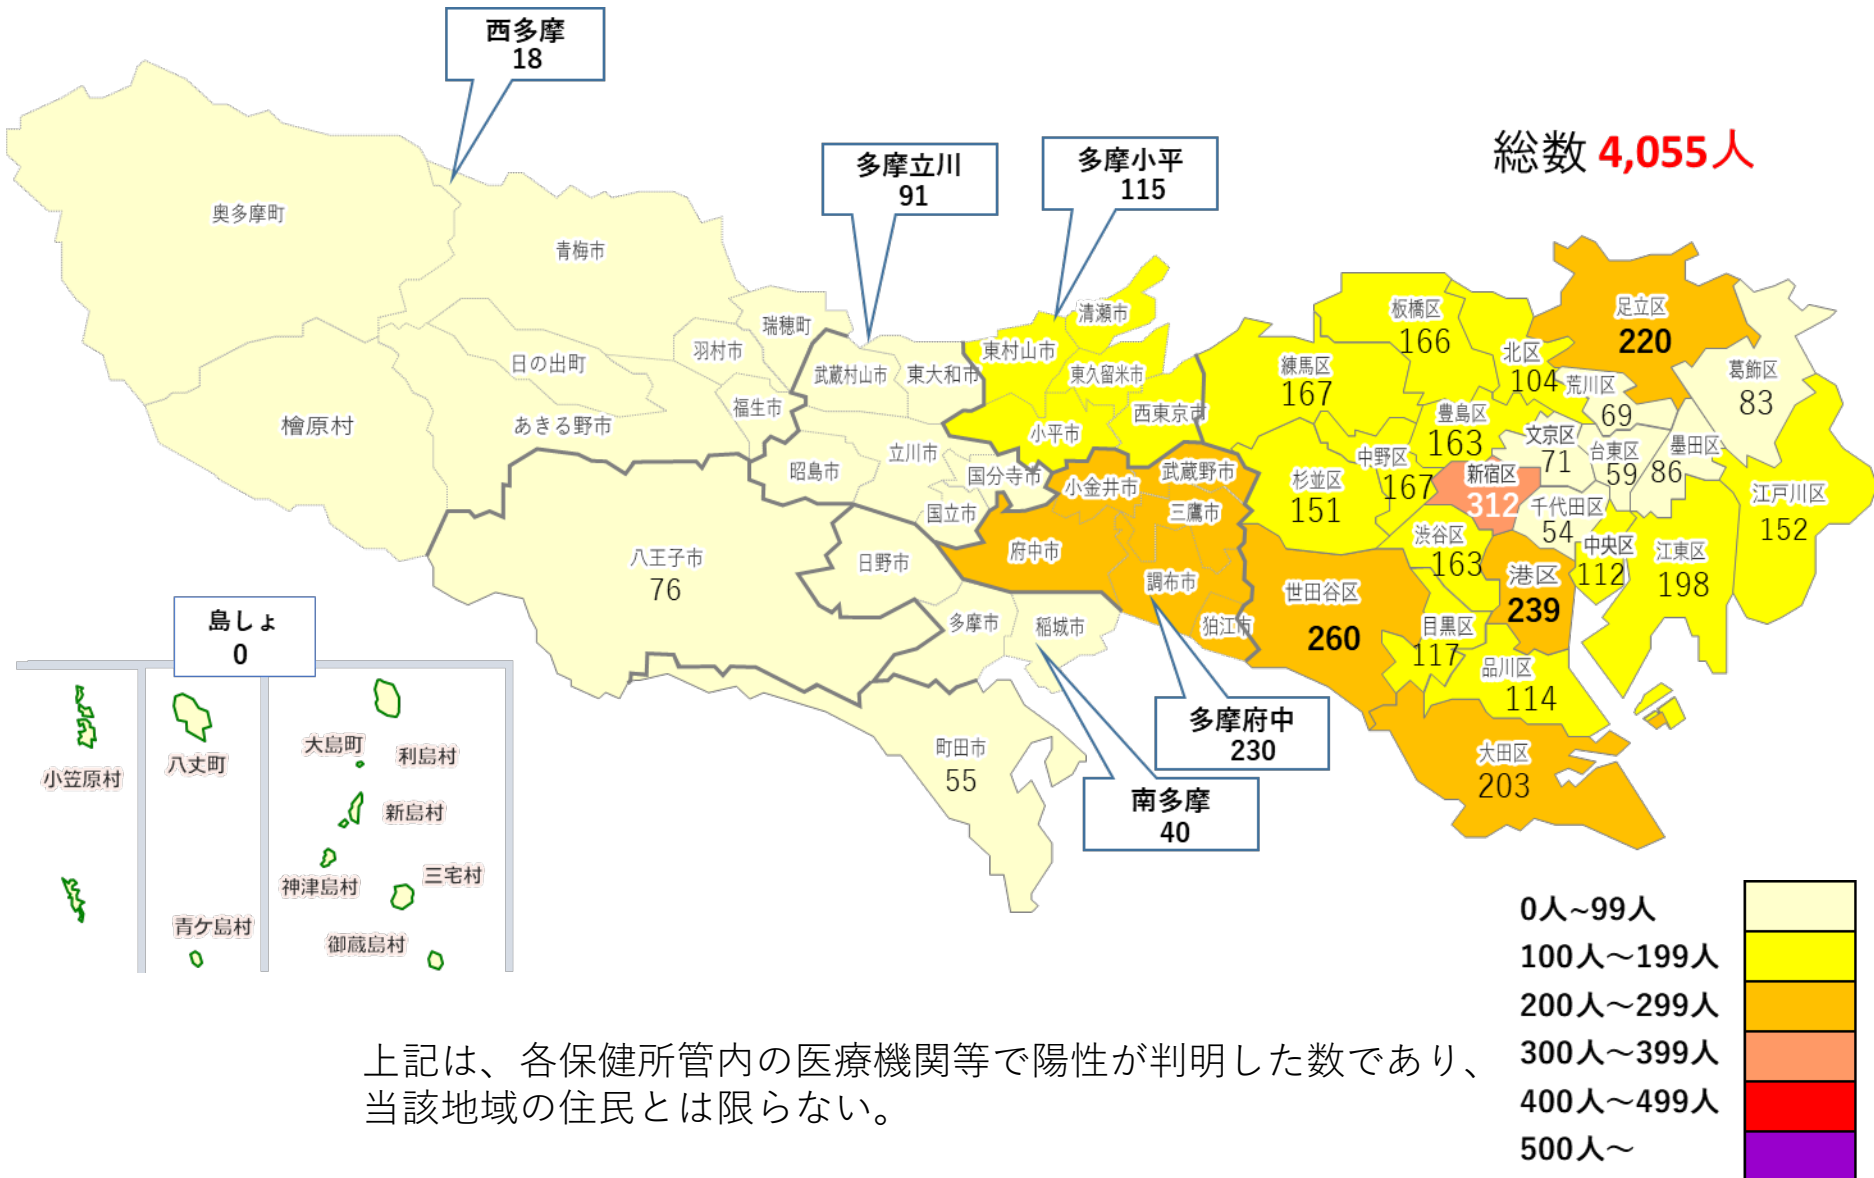 西多摩
18
多摩立川
91
多摩小平
115
総数 4,055人
奥多摩町
青梅市
瑞穂町
羽村市
日の出町
福生市
檜原村
あきる野市
武蔵村山市
東大和市
立川市
昭島市
国分寺市
国立市
東村山市
清瀬市
東久留米市
西東京市
小平市
小金井市
武蔵野市
三鷹市
府中市
調布市
狛江市
八王子市
76
日野市
多摩市
稲城市
町田市
55
多摩府中
230
南多摩
40
板橋区
166
練馬区
167
北区
104
足立区
220
葛飾区
83
荒川区
69
豊島区
163
文京区
71
台東区
59
墨田区
86
江戸川区
152
中野区
167
杉並区
151
新宿区
312
千代田区
54
渋谷区
163
中央区
112
江東区
198
港区
239
世田谷区
260
目黒区
117
品川区
114
大田区
203
島しょ
0
小笠原村
八丈町
青ケ島村
大島町
利島村
新島村
神津島村
三宅村
御蔵島村
0人~99人
100人～199人
200人～299人
300人～399人
400人～499人
500人～
上記は、各保健所管内の医療機関等で陽性が判明した数であり、
当該地域の住民とは限らない。